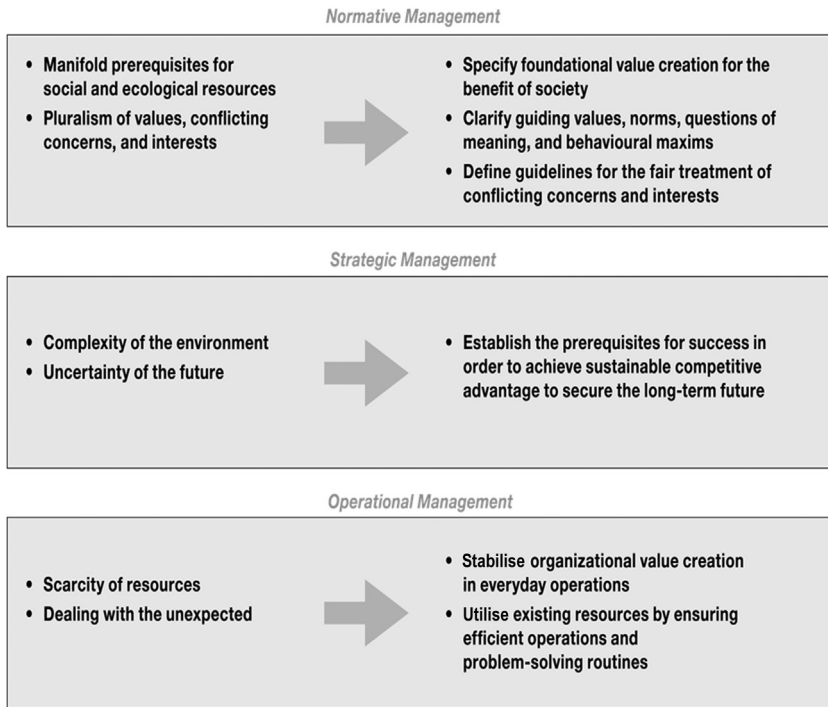 Normative Management
• Manifold prerequisites for
social and ecological resources
• Pluralism of values, conflicting
concerns, and interests
• Specify foundational value creation for the
benefit of society
• Clarify guiding values, norms, questions of
meaning, and behavioural maxims
• Define guidelines for the fair treatment of
conflicting concerns and interests
Strategic Management
• Complexity of the environment
• Uncertainty of the future
• Establish the prerequisites for success in
order to achieve sustainable competitive
advantage to secure the long-term future
Operational Management
• Scarcity of resources
• Dealing with the unexpected
• Stabilise organizational value creation
in everyday operations
• Utilise existing resources by ensuring
efficient operations and
problem-solving routines